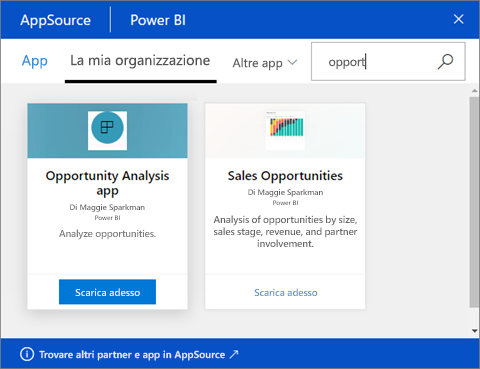 AppSource
Power BI
App
La mia organizzazione
Altre app
opport
Opportunity Analysis
app
Di Maggie Sparkman
Power BI
Analyze opportunities.
Scarica adesso
Sales Opportunities
Di Maggie Sparkman
Power BI
Analysis of opportunities by size,
sales stage, revenue, and partner
involvement.
Scarica adesso
Trovare altri partner e app in AppSource